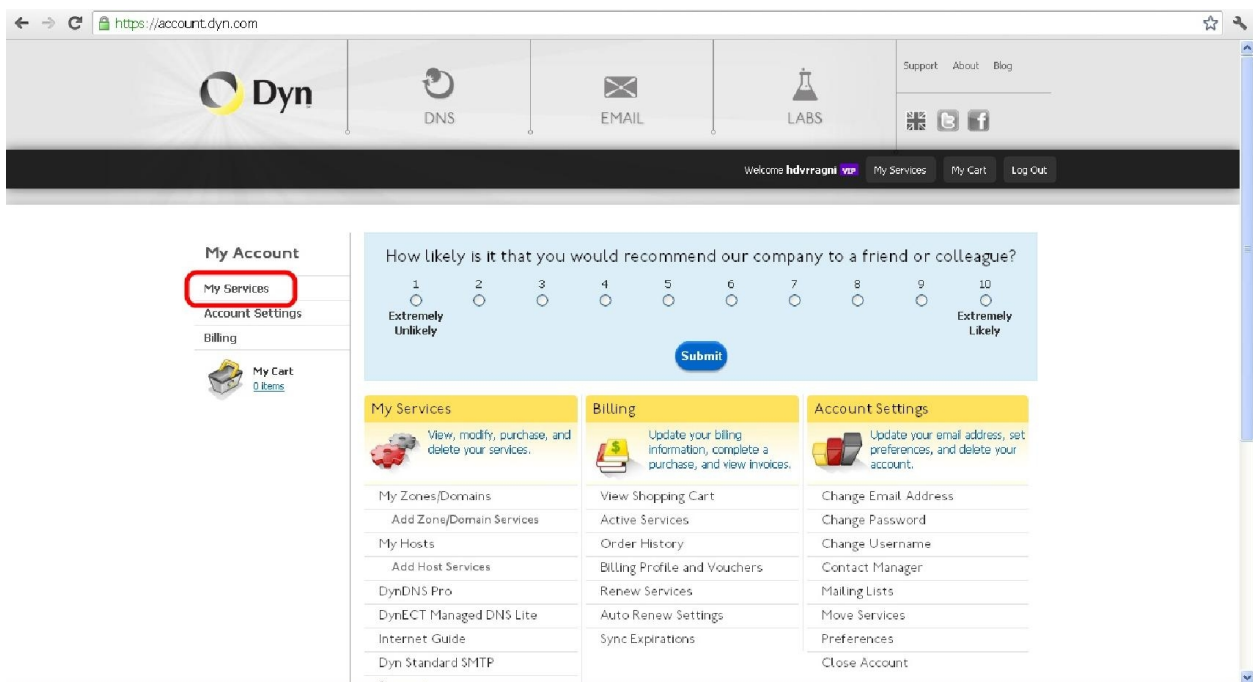 https://account.dyn.com
Dyn
DNS
EMAIL
LABS
Support About Blog
Welcome hdvrragni VIP My Services My Cart Log Out
My Account
My Services
Account Settings
Billing
My Cart
0 items
How likely is it that you would recommend our company to a friend or colleague?
1 2 3 4 5 6 7 8 9 10
Extremely Unlikely
Extremely Likely
Submit
My Services
View, modify, purchase, and
delete your services.
My Zones/Domains
Add Zone/Domain Services
My Hosts
Add Host Services
DynDNS Pro
DynECT Managed DNS Lite
Internet Guide
Dyn Standard SMTP
Billing
Update your billing
information, complete a
purchase, and view invoices.
View Shopping Cart
Active Services
Order History
Billing Profile and Vouchers
Renew Services
Auto Renew Settings
Sync Expirations
Account Settings
Update your email address, set
preferences, and delete your
account.
Change Email Address
Change Password
Change Username
Contact Manager
Mailing Lists
Move Services
Preferences
Close Account